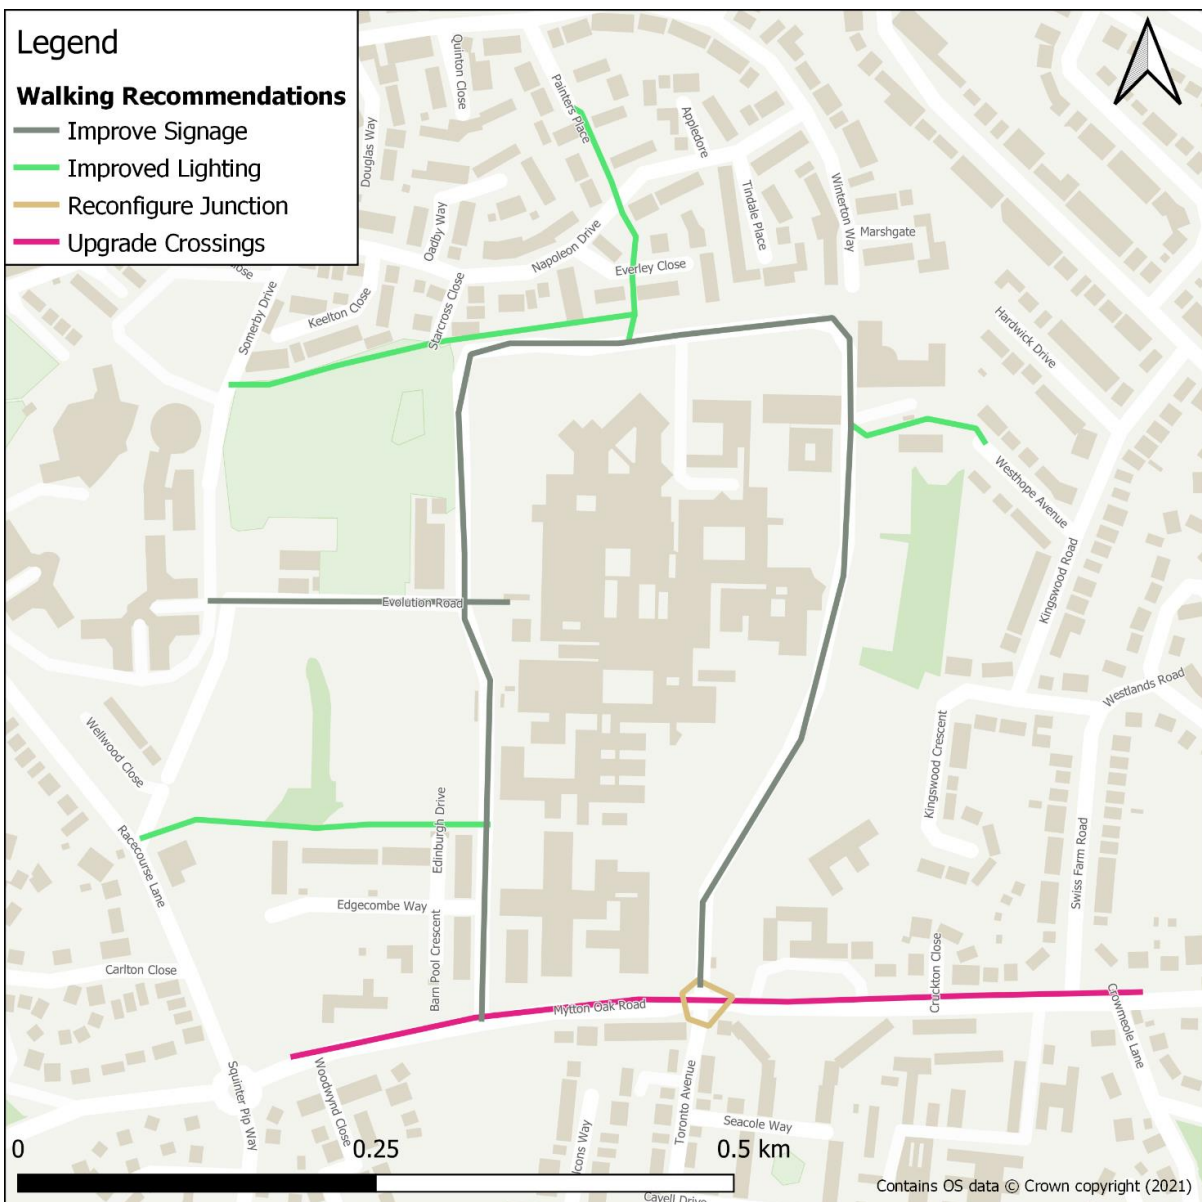 Legend
Walking Recommendations
Improve Signage
Improved Lighting
Reconfigure Junction
Upgrade Crossings
Quinton Close
Painters Place
Douglas Way
Appledore
Tindale Place
Winterton Way
Marshgate
Oadby Way
Napoleon Drive
Everley Close
Close
Somerby Drive
Keelton Close
Starcross Close
Hardwick Drive
Westhope Avenue
Kingswood Road
Evolution Road
Westlands Road
Wellwood Close
Kingswood Crescent
Edinburgh Drive
Racecourse Lane
Swiss Farm Road
Edgecombe Way
Barn Pool Crescent
Carlton Close
Cruckton Close
Mytton Oak Road
Crowmeole Lane
Squinter Pip Way
Woodwynd Close
Toronto Avenue
Seacole Way
Cavell Drive
0 0.25 0.5 km
Contains OS data © Crown copyright (2021)